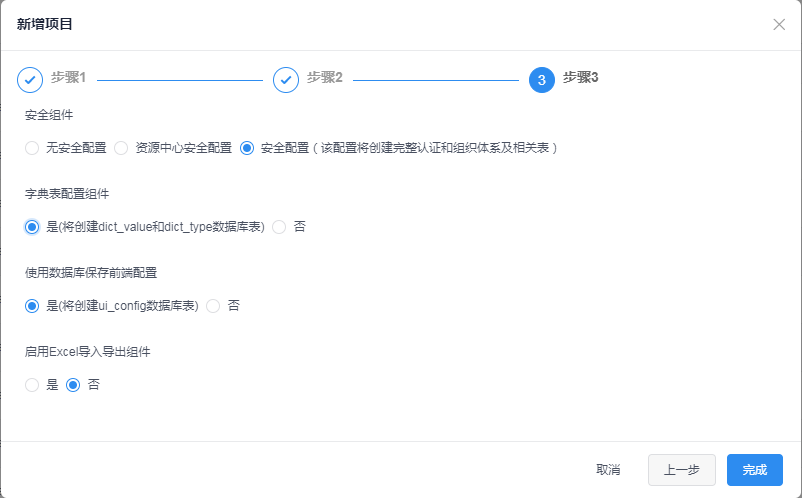 新增项目
步骤1 步骤2 3 步骤3
安全组件
无安全配置 资源中心安全配置 安全配置（该配置将创建完整认证和组织体系及相关表）
字典表配置组件
是(将创建dict_value和dict_type数据库表) 否
使用数据库保存前端配置
是(将创建ui_config数据库表) 否
启用Excel导入导出组件
是 否
取消 上一步 完成